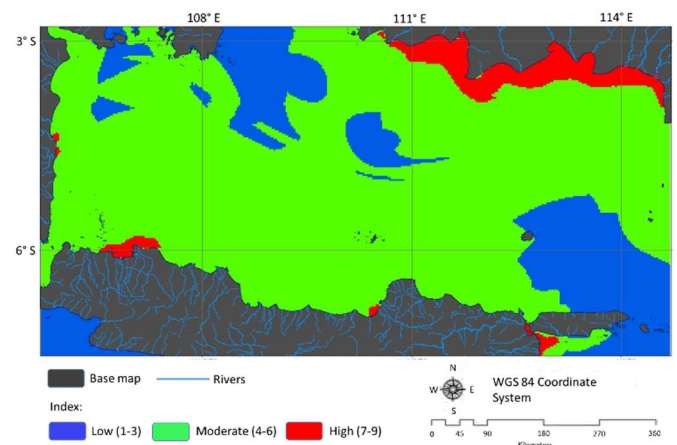 108° E 111° E 114° E
3° S
6° S
Base map Rivers
Index:
Low (1-3) Moderate (4-6) High (7-9)
N
W E
S
WGS 84 Coordinate
System
0 45 90 180 270 360
Kilometers